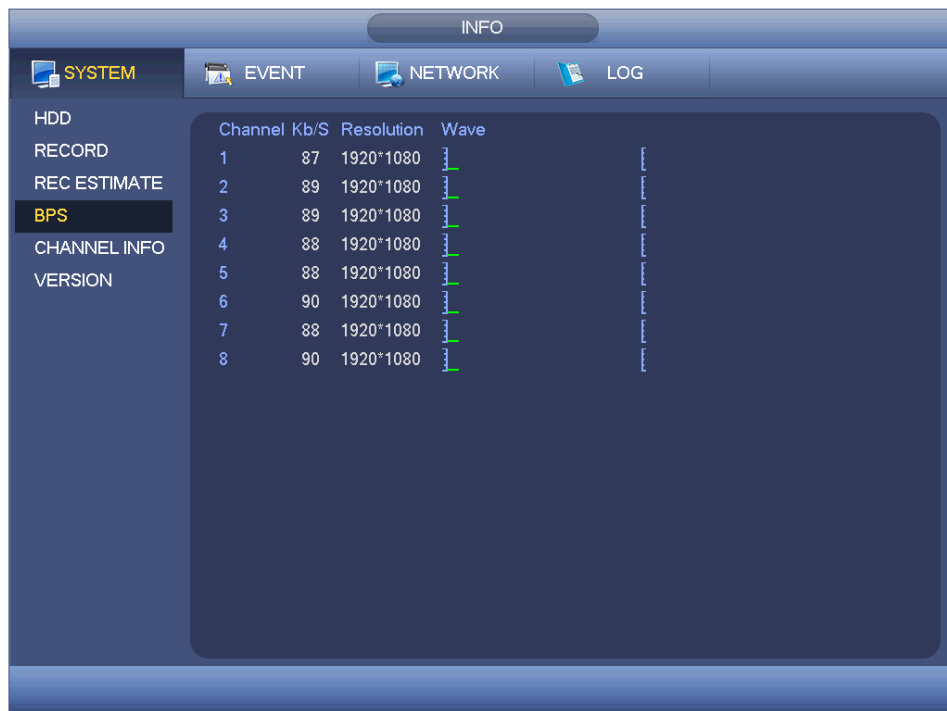 INFO
SYSTEM EVENT NETWORK LOG
HDD
RECORD
REC ESTIMATE
BPS
CHANNEL INFO
VERSION
Channel Kb/S Resolution Wave
1 87 1920*1080
2 89 1920*1080
3 89 1920*1080
4 88 1920*1080
5 88 1920*1080
6 90 1920*1080
7 88 1920*1080
8 90 1920*1080